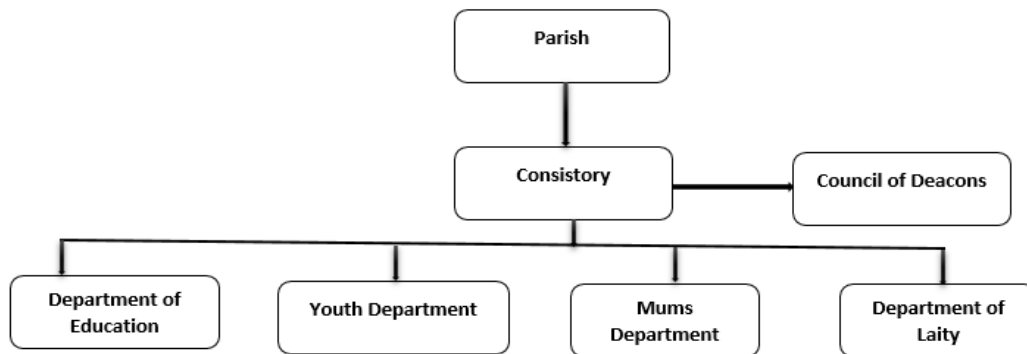 Parish
Consistory
Council of Deacons
Department of
Education
Youth Department
Mums
Department
Department of
Laity